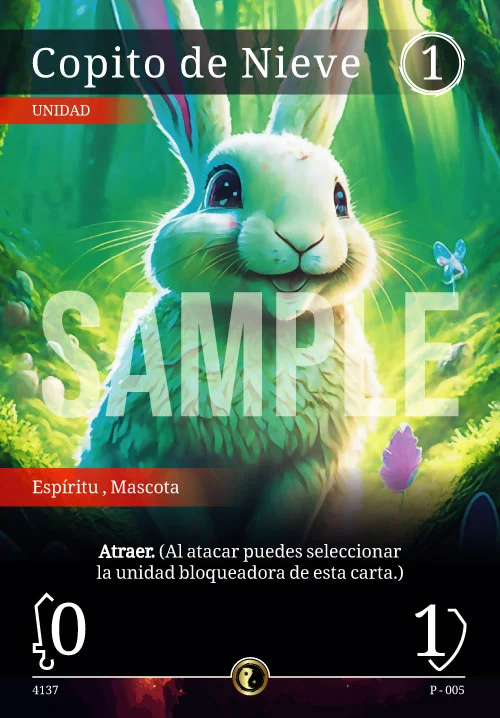 Copito de Nieve 1
UNIDAD
SAMPLE
Espíritu , Mascota
Atraer. (Al atacar puedes seleccionar
la unidad bloqueadora de esta carta.)
0 1
4137 P - 005